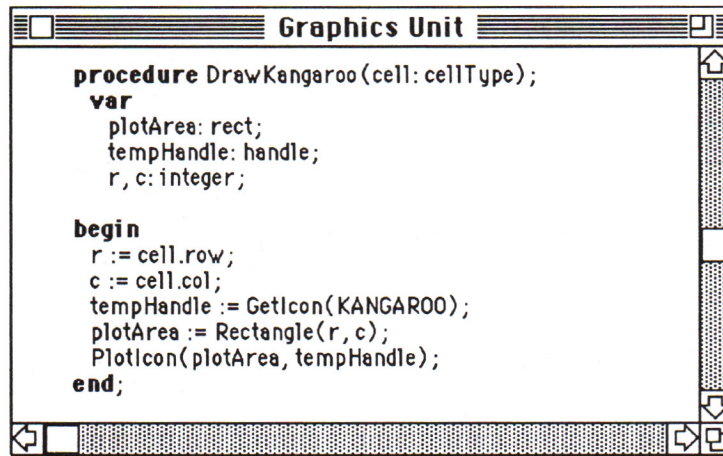 Graphics Unit
procedure DrawKangaroo(cell: cellType);
var
plotArea: rect;
tempHandle: handle;
r, c: integer;
begin
r := cell.row;
c := cell.col;
tempHandle := GetIcon(KANGAROO);
plotArea := Rectangle(r, c);
PlotIcon(plotArea, tempHandle);
end;